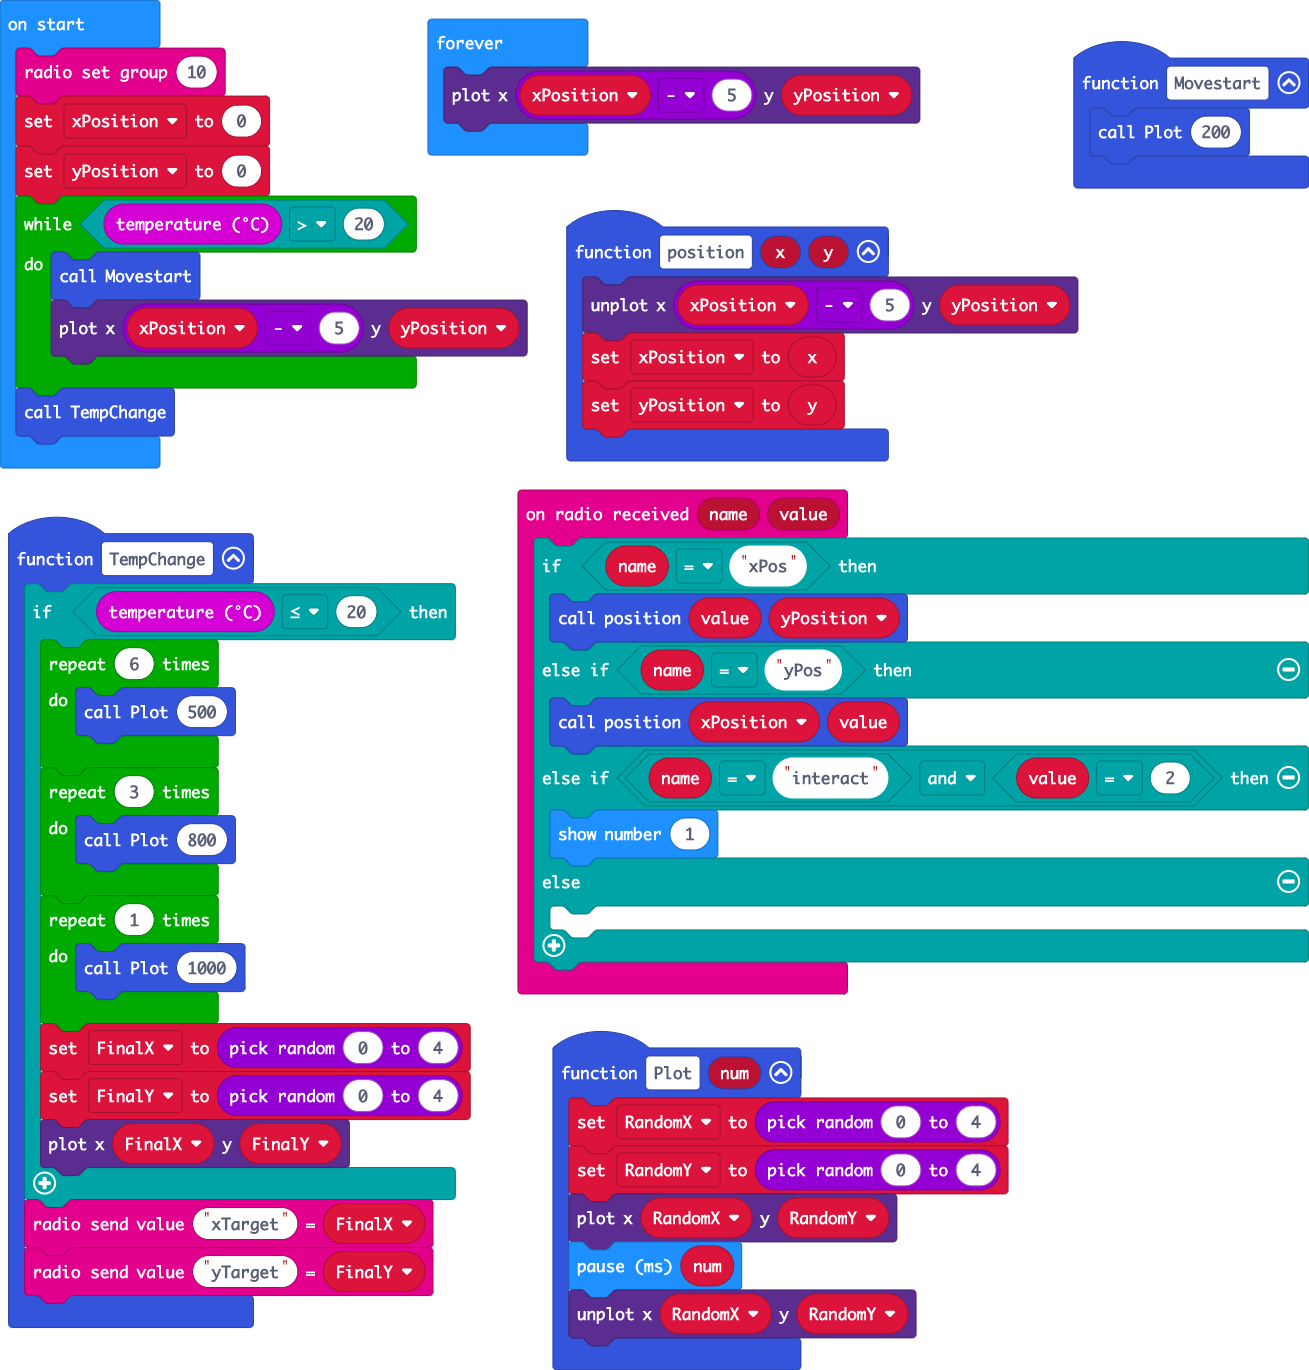 on start
radio set group 10
set xPosition to 0
set yPosition to 0
while temperature (°C) > 20
do
call Movestart
plot x xPosition - 5 y yPosition
call TempChange
forever
plot x xPosition - 5 y yPosition
function Movestart
call Plot 200
function position x y
unplot x xPosition - 5 y yPosition
set xPosition to x
set yPosition to y
function TempChange
if temperature (°C) ≤ 20 then
repeat 6 times
do call Plot 500
repeat 3 times
do call Plot 800
repeat 1 times
do call Plot 1000
set FinalX to pick random 0 to 4
set FinalY to pick random 0 to 4
plot x FinalX y FinalY
radio send value "xTarget" = FinalX
radio send value "yTarget" = FinalY
on radio received name value
if name = "xPos" then
call position value yPosition
else if name = "yPos" then
call position xPosition value
else if name = "interact" and value = 2 then
show number 1
else
function Plot num
set RandomX to pick random 0 to 4
set RandomY to pick random 0 to 4
plot x RandomX y RandomY
pause (ms) num
unplot x RandomX y RandomY